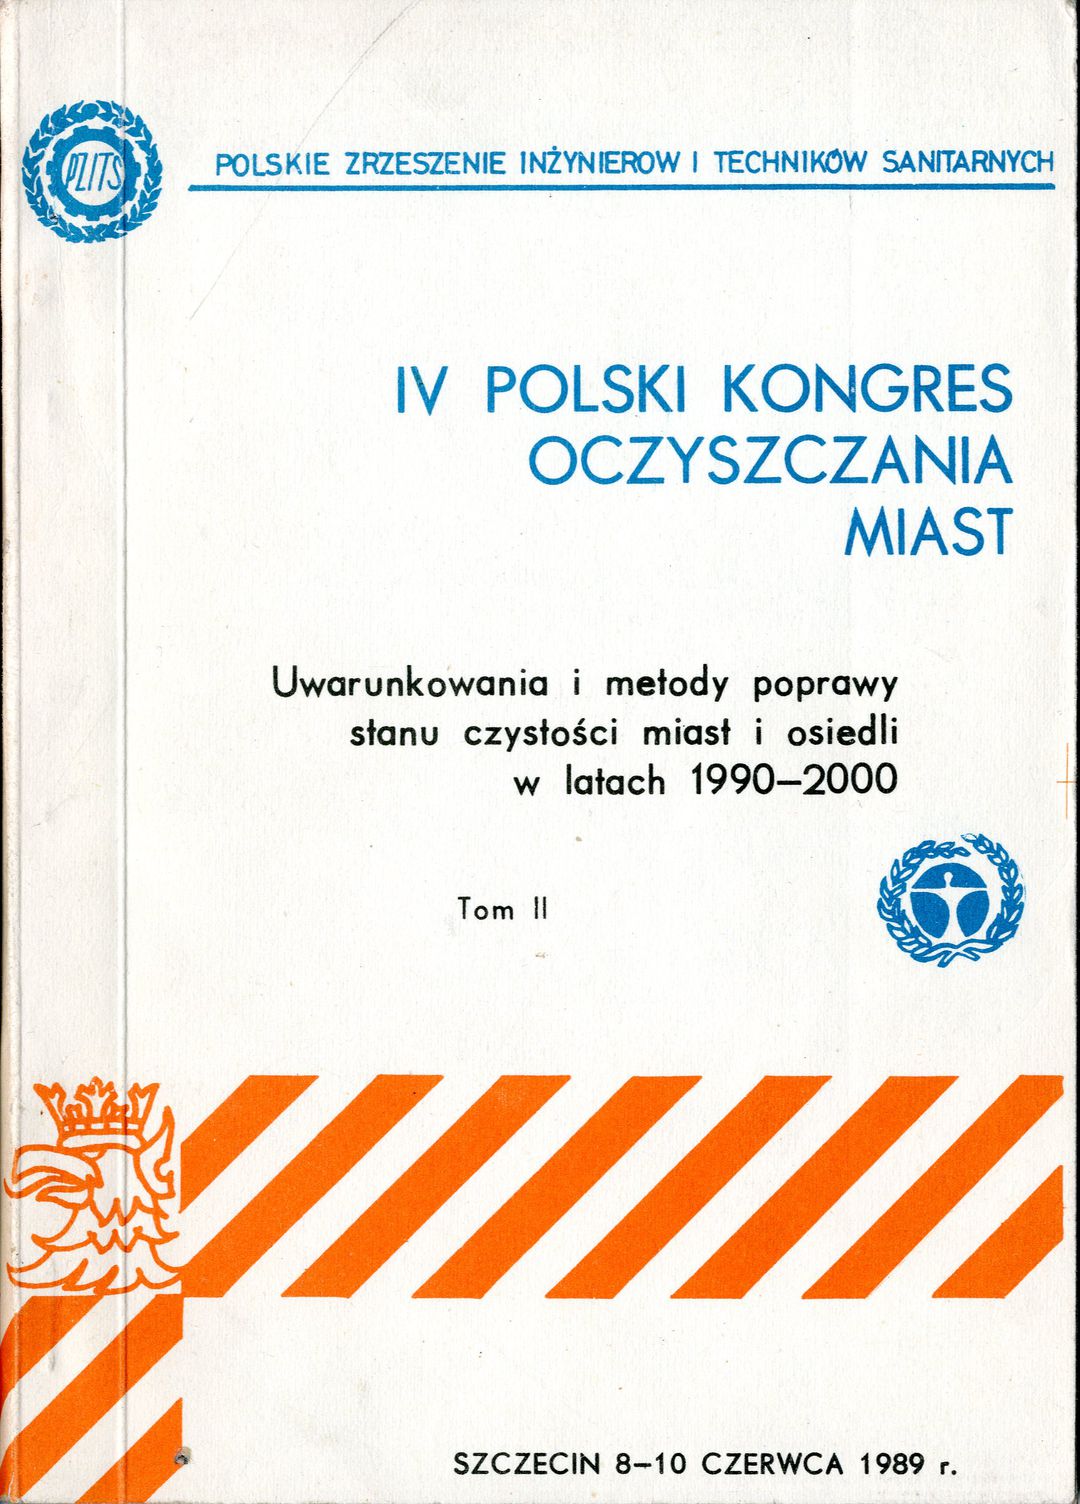 PZITS
POLSKIE ZRZESZENIE INŻYNIEROW I TECHNIKÓW SANITARNYCH
IV POLSKI KONGRES
OCZYSZCZANIA
MIAST
Uwarunkowania i metody poprawy
stanu czystości miast i osiedli
w latach 1990–2000
Tom II
SZCZECIN 8–10 CZERWCA 1989 r.